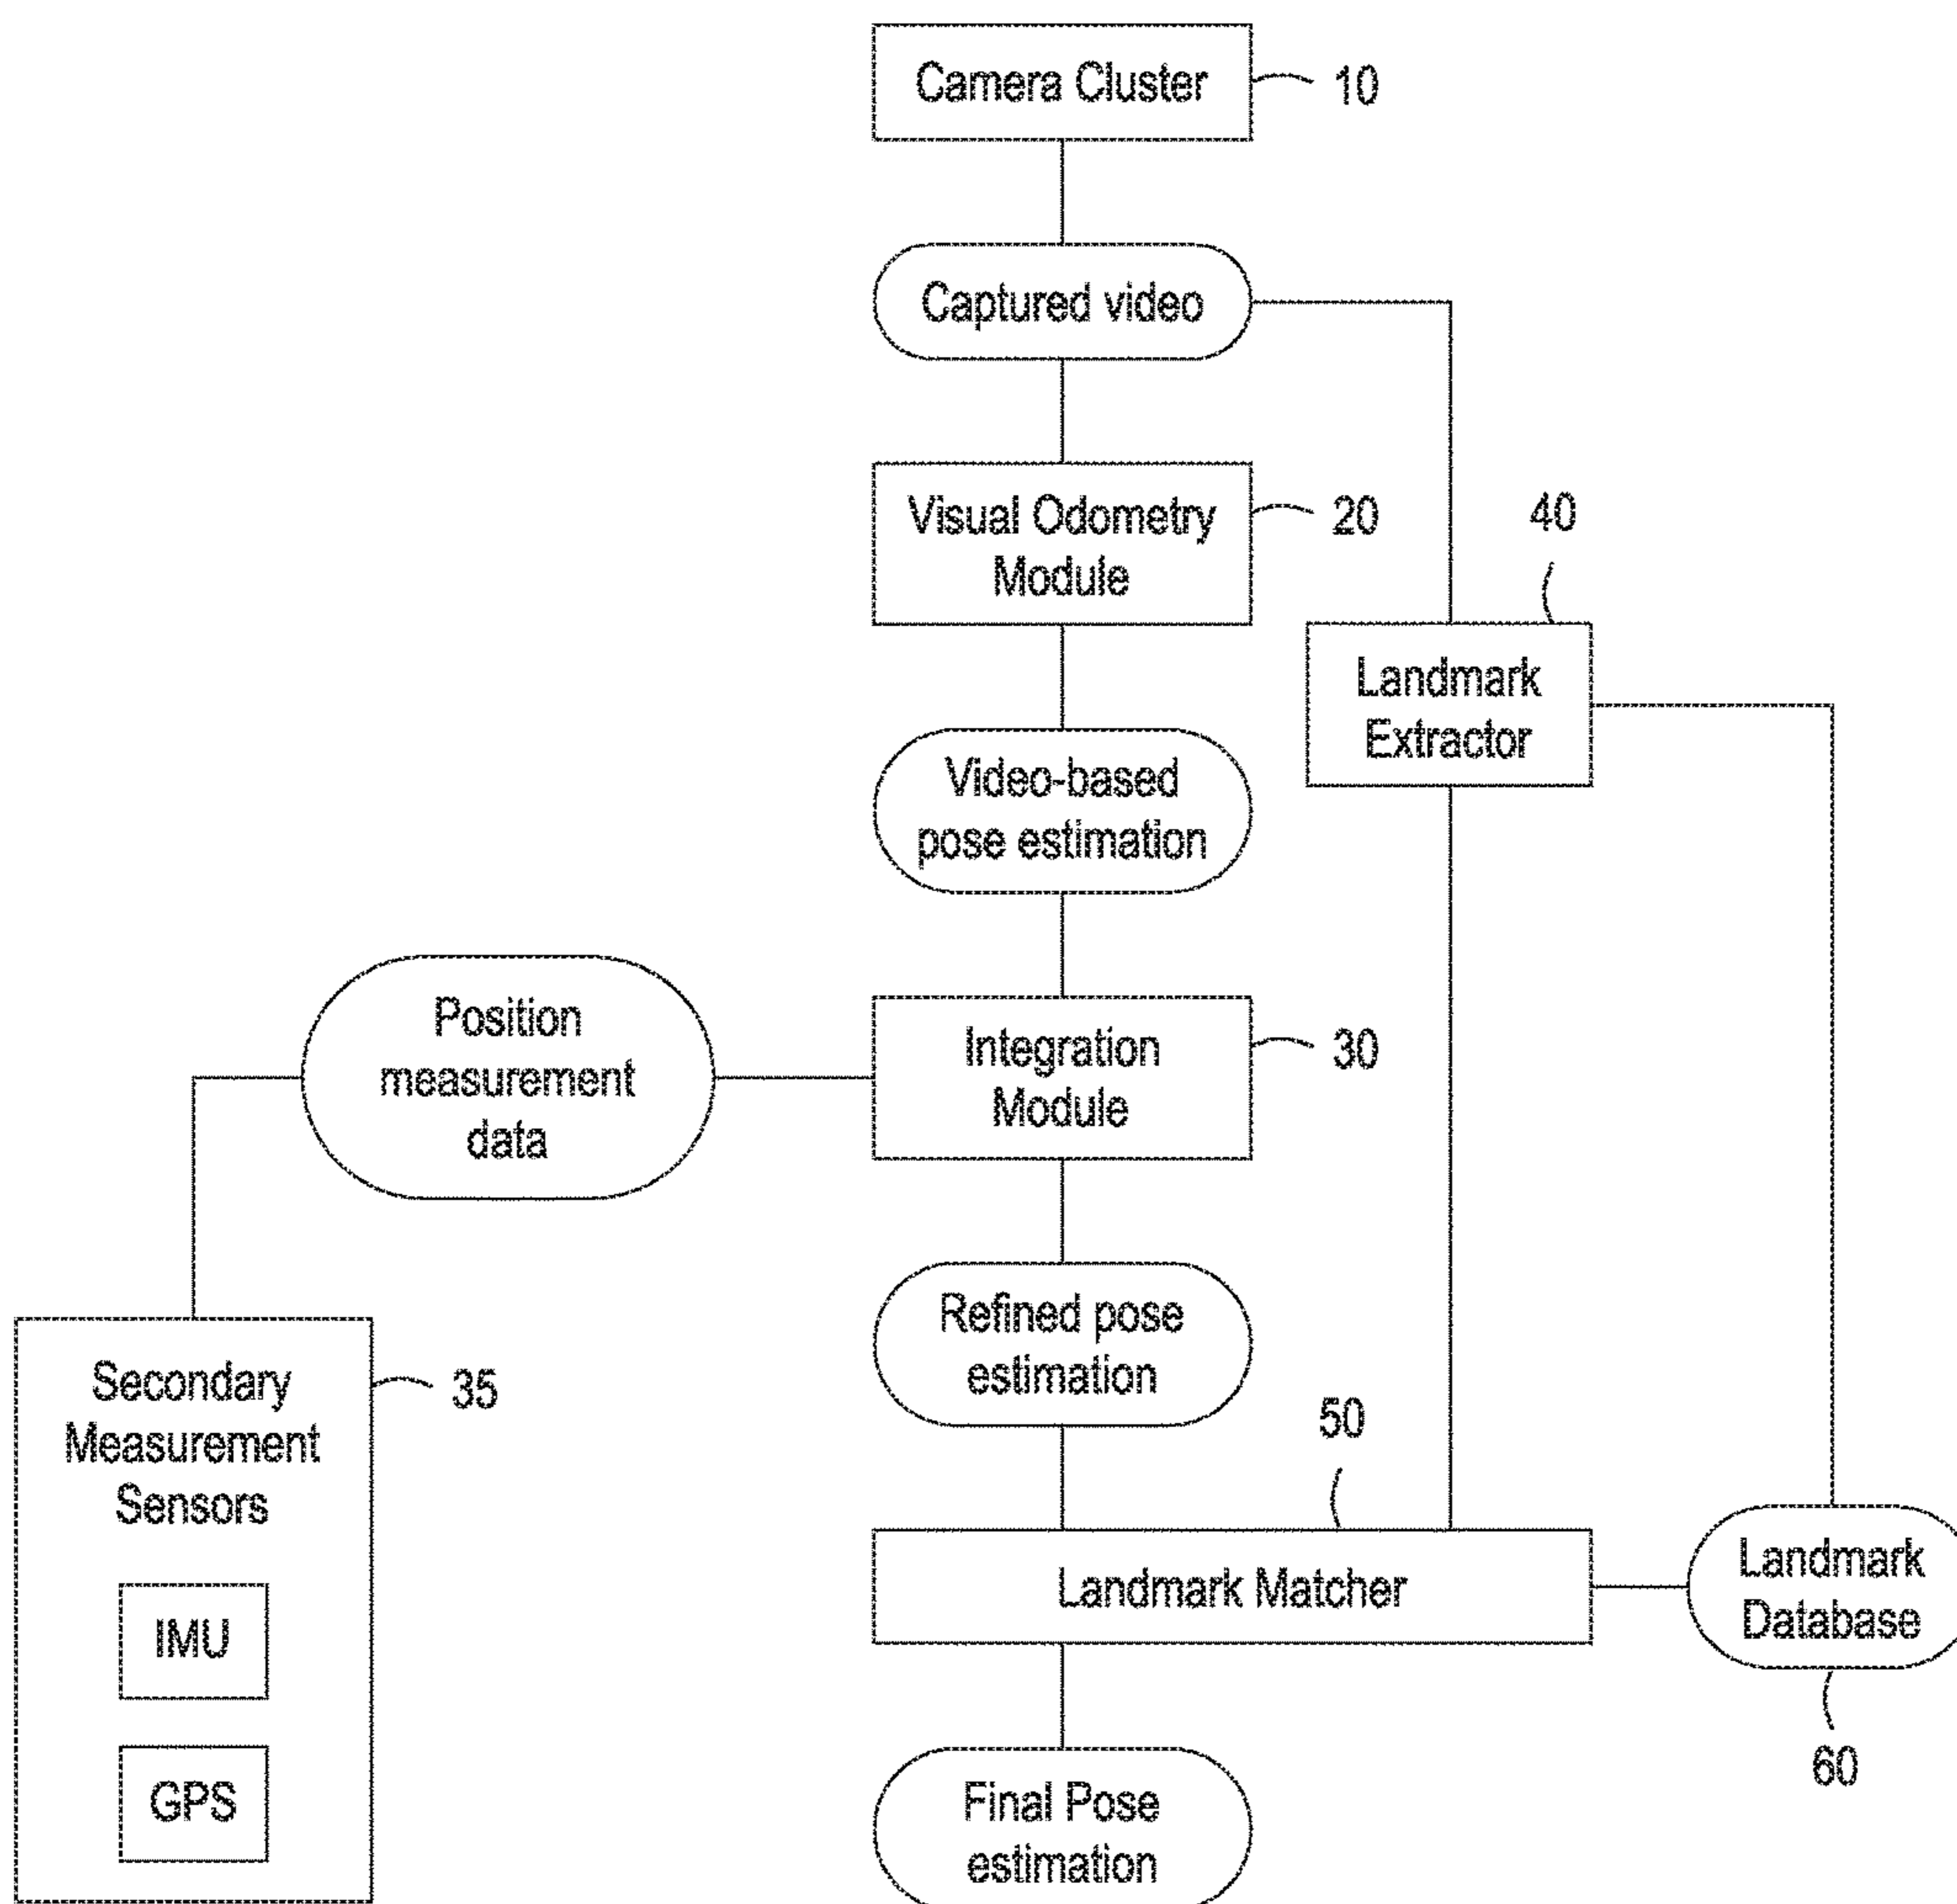 Camera Cluster
10
Captured video
Visual Odometry
Module
20
40
Landmark
Extractor
Video-based
pose estimation
Position
measurement
data
Integration
Module
30
Refined pose
estimation
Secondary
Measurement
Sensors
35
IMU
GPS
50
Landmark Matcher
Landmark
Database
60
Final Pose
estimation